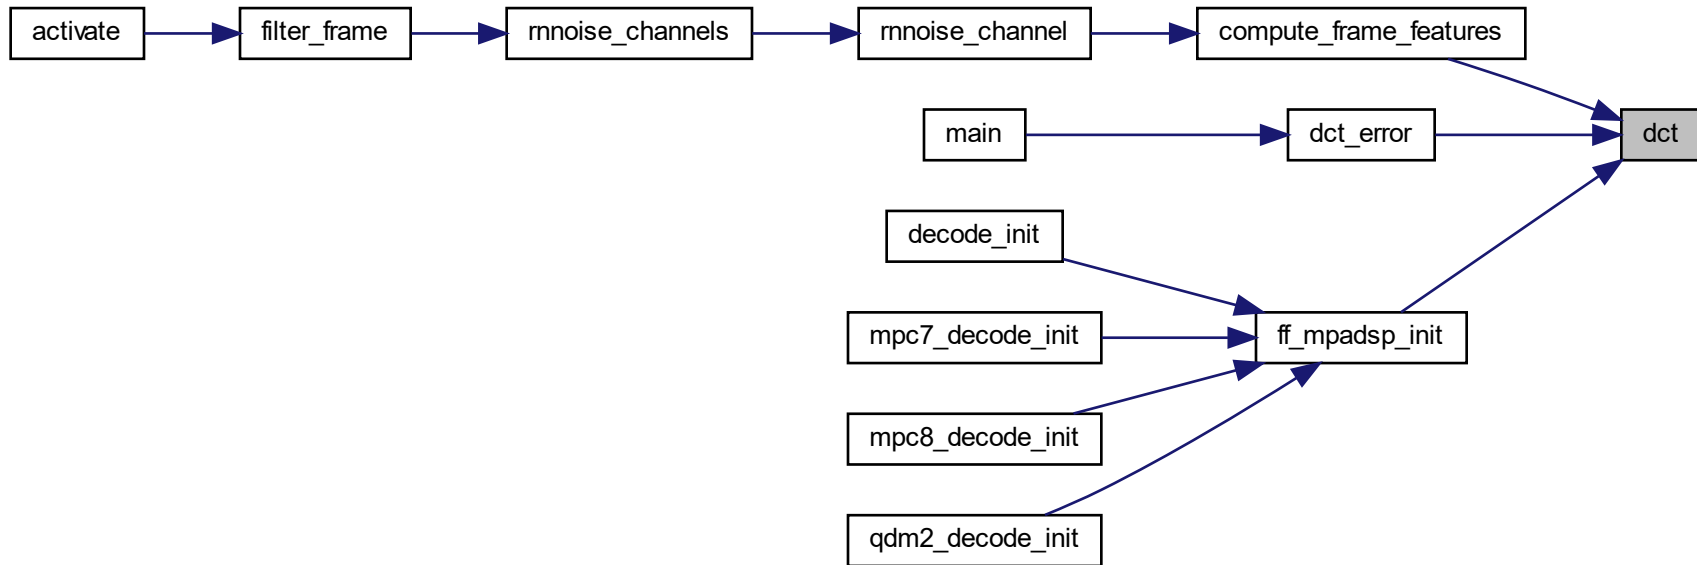 activate
filter_frame
rnnoise_channels
rnnoise_channel
compute_frame_features
main
dct_error
dct
decode_init
mpc7_decode_init
ff_mpadsp_init
mpc8_decode_init
qdm2_decode_init